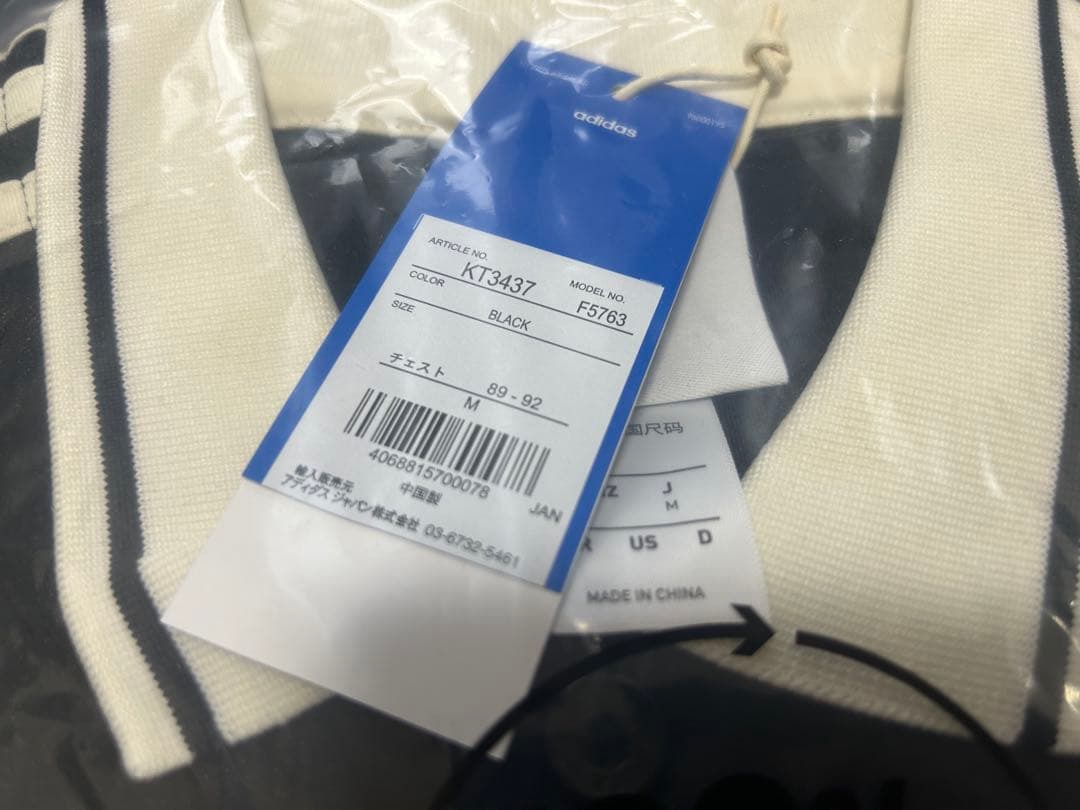 adidas
ARTICLE NO.
KT3437
MODEL NO.
F5763
COLOR
BLACK
SIZE
チェスト
89 - 92
M
4068815700078
中国製
JAN
輸入販売元
アディダス ジャパン株式会社 03-6732-5461
国尺码
J
M
US D
MADE IN CHINA